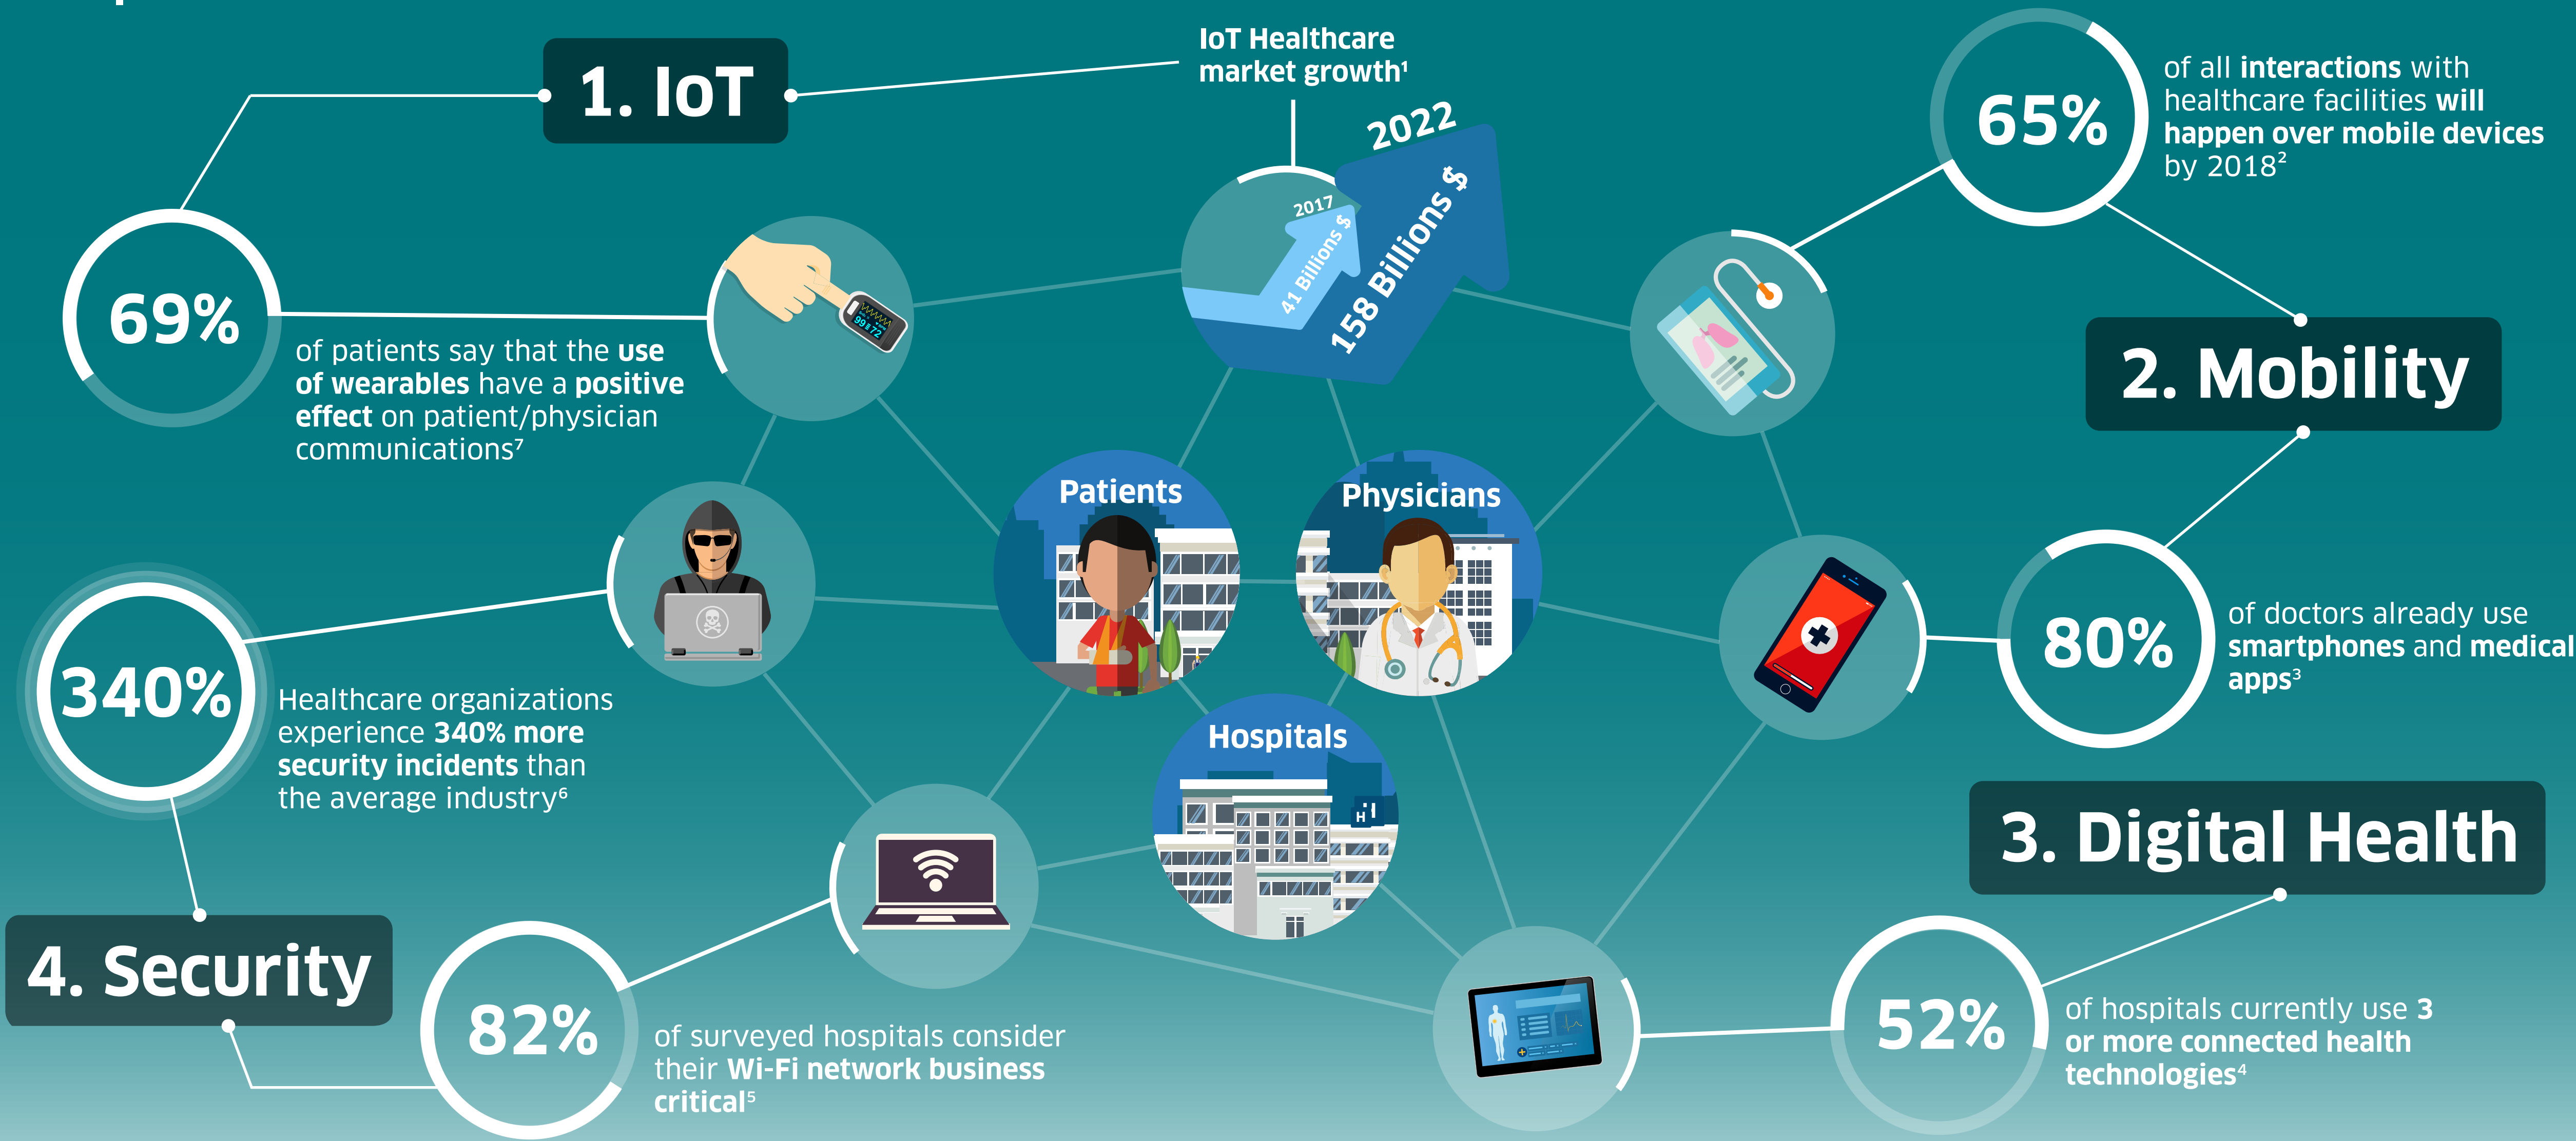 1. IoT
IoT Healthcare
market growth¹
2022
158 Billions $
2017
41 Billions $
69%
of patients say that the use
of wearables have a positive
effect on patient/physician
communications⁷
99 72
65%
of all interactions with
healthcare facilities will
happen over mobile devices
by 2018²
2. Mobility
80%
of doctors already use
smartphones and medical
apps³
Patients
Physicians
Hospitals
H
H
340%
Healthcare organizations
experience 340% more
security incidents than
the average industry⁶
3. Digital Health
52%
of hospitals currently use 3
or more connected health
technologies⁴
4. Security
82%
of surveyed hospitals consider
their Wi-Fi network business
critical⁵